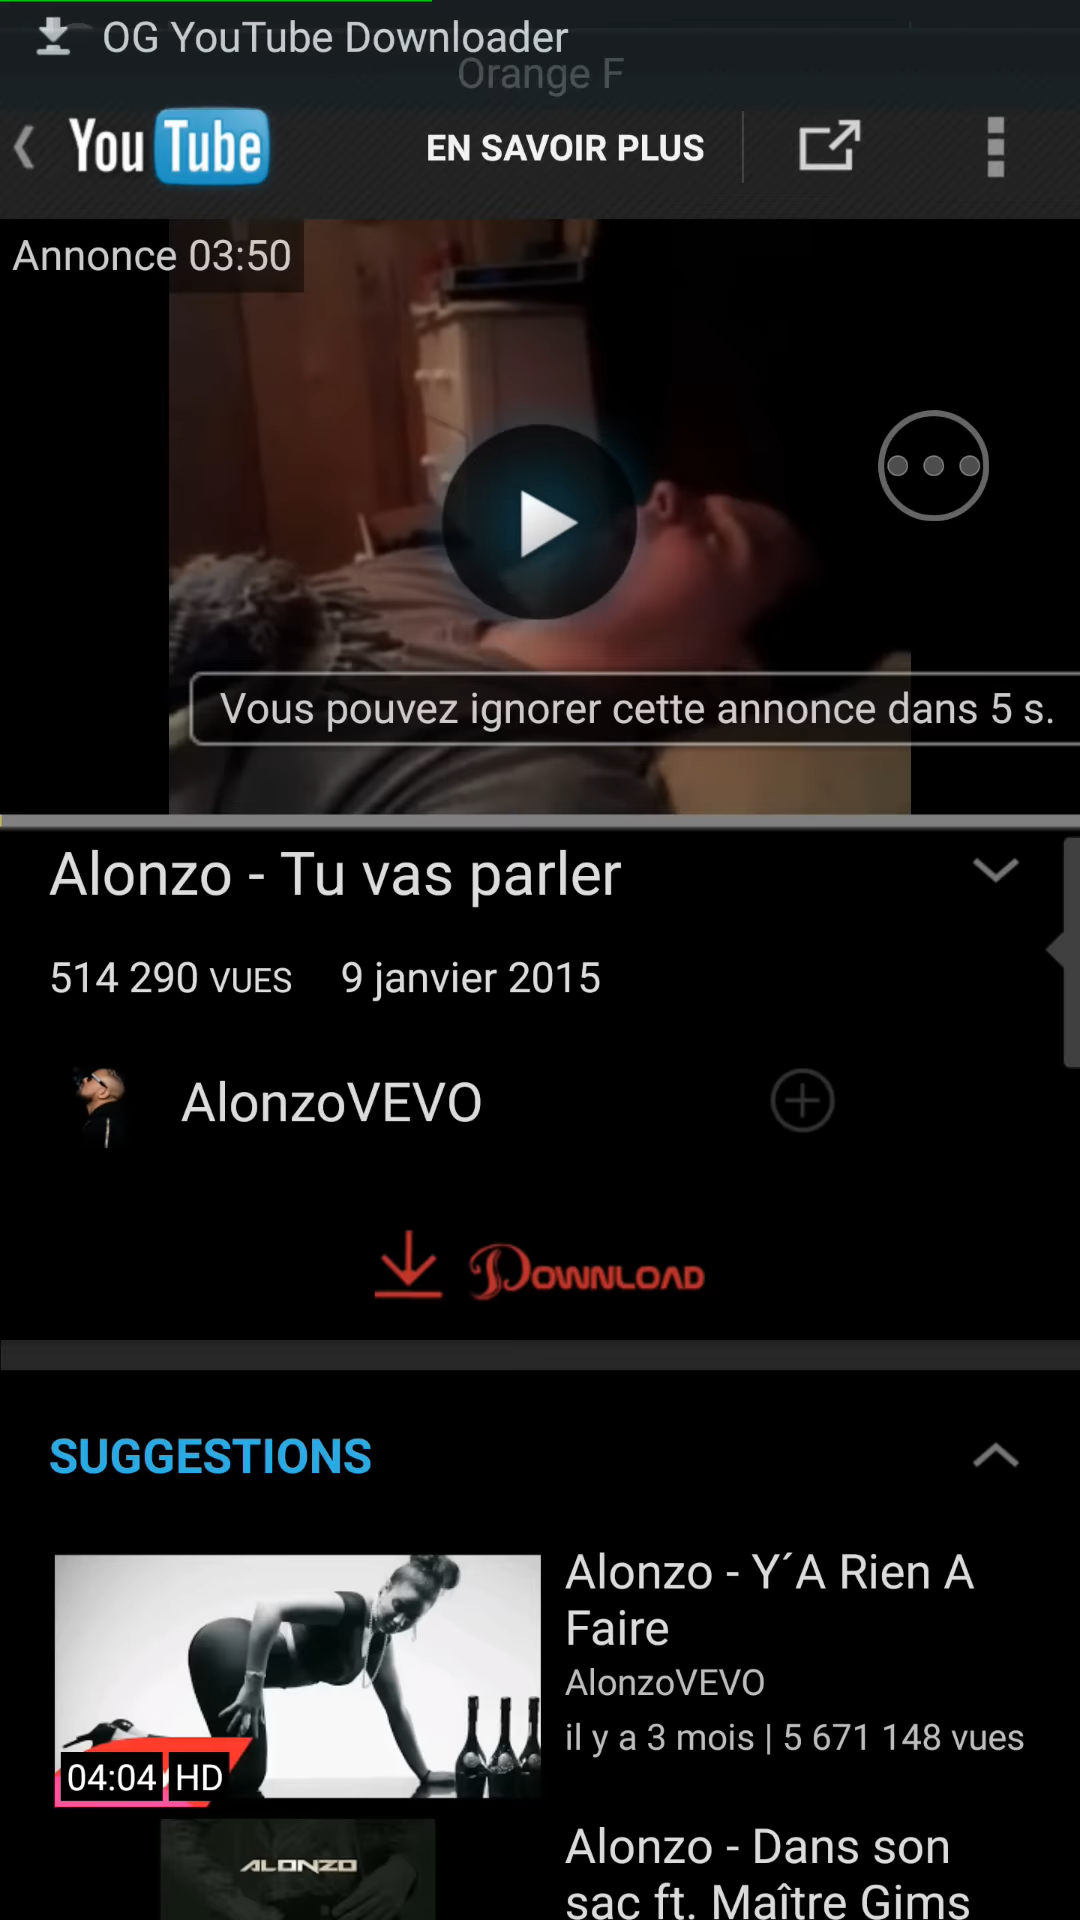 OG YouTube Downloader
Orange F
YouTube
EN SAVOIR PLUS
Annonce 03:50
Vous pouvez ignorer cette annonce dans 5 s.
Alonzo - Tu vas parler
514 290 VUES 9 janvier 2015
AlonzoVEVO
Download
SUGGESTIONS
Alonzo - Y´A Rien A
Faire
AlonzoVEVO
il y a 3 mois | 5 671 148 vues
04:04 HD
ALONZO
Alonzo - Dans son
sac ft. Maître Gims